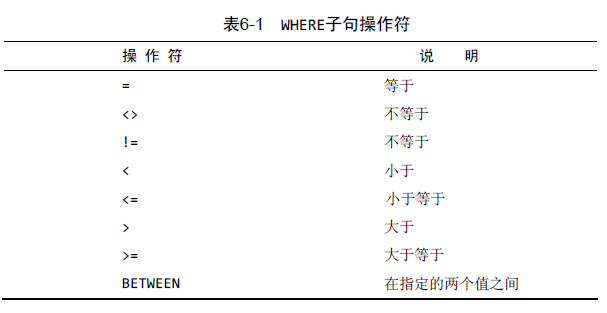 表6-1 WHERE子句操作符
操 作 符 说 明
= 等于
<> 不等于
!= 不等于
< 小于
<= 小于等于
> 大于
>= 大于等于
BETWEEN 在指定的两个值之间